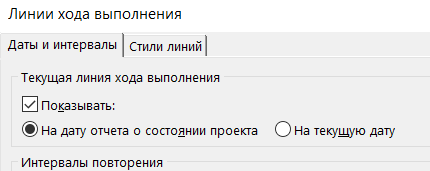 Линии хода выполнения
Даты и интервалы Стили линий
Текущая линия хода выполнения
Показывать:
На дату отчета о состоянии проекта На текущую дату
Интервалы повторения